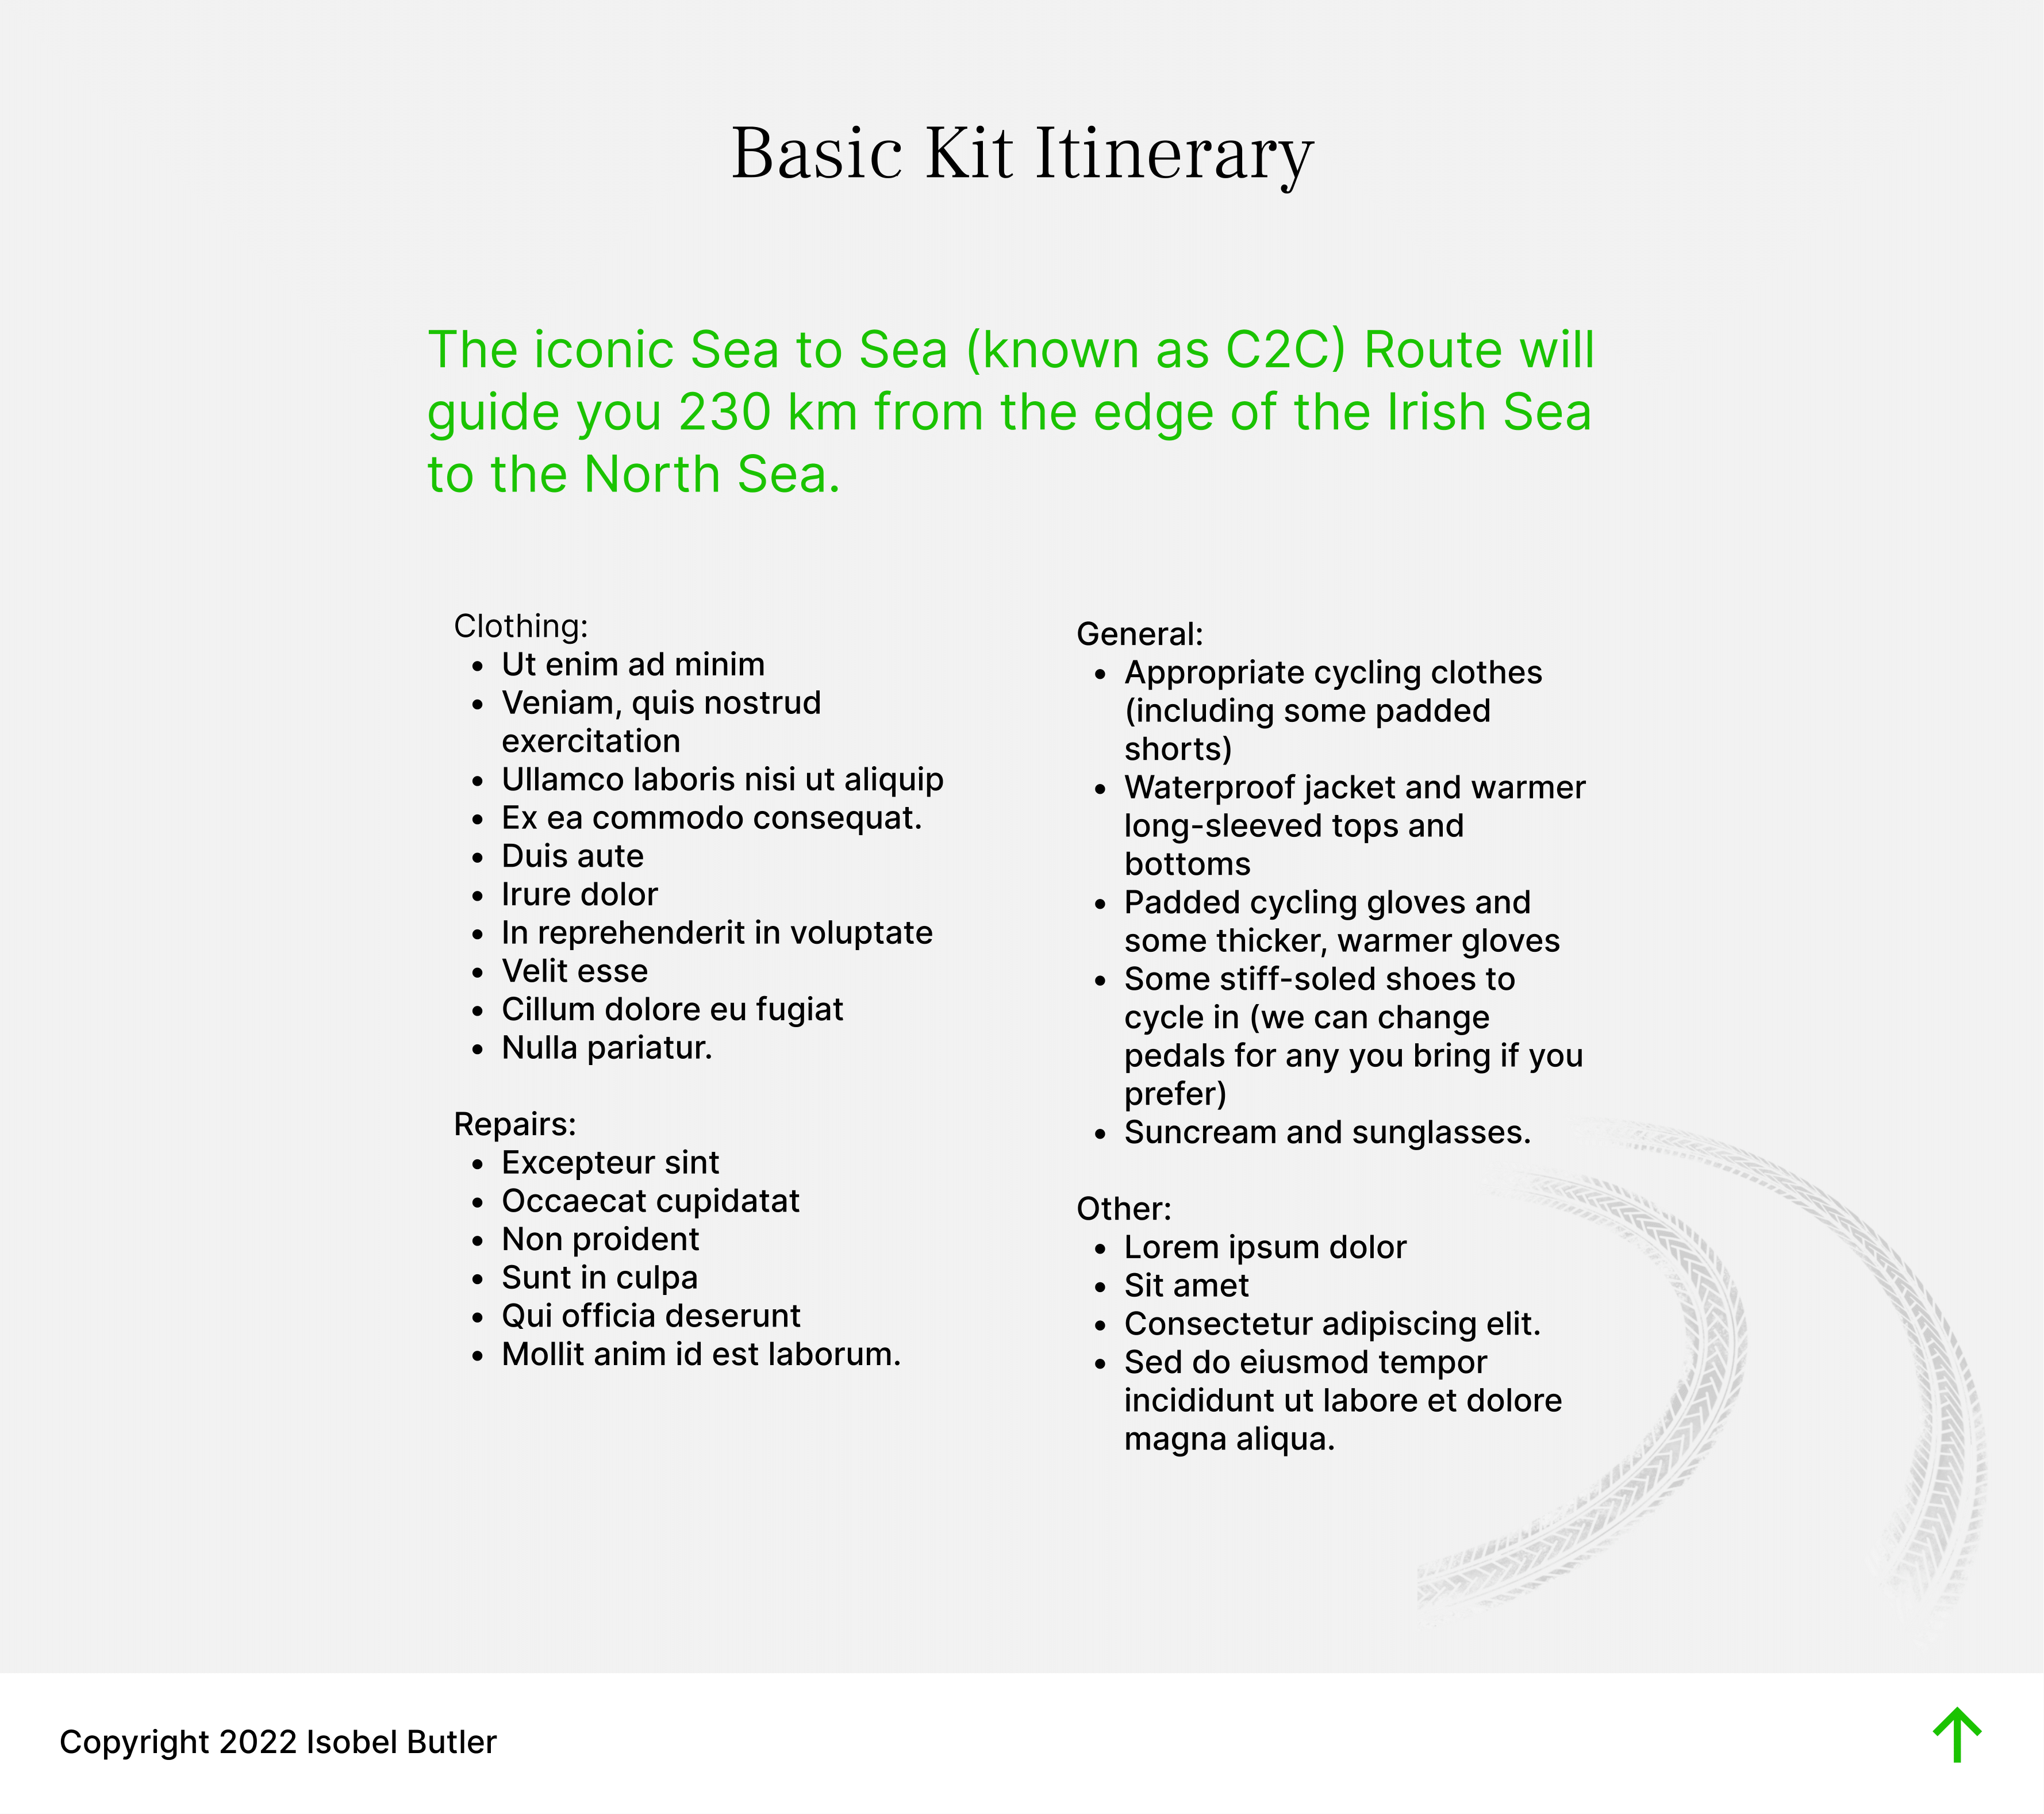 Basic Kit Itinerary
The iconic Sea to Sea (known as C2C) Route will
guide you 230 km from the edge of the Irish Sea
to the North Sea.
Clothing:
• Ut enim ad minim
• Veniam, quis nostrud
exercitation
• Ullamco laboris nisi ut aliquip
• Ex ea commodo consequat.
• Duis aute
• Irure dolor
• In reprehenderit in voluptate
• Velit esse
• Cillum dolore eu fugiat
• Nulla pariatur.
Repairs:
• Excepteur sint
• Occaecat cupidatat
• Non proident
• Sunt in culpa
• Qui officia deserunt
• Mollit anim id est laborum.
General:
• Appropriate cycling clothes
(including some padded
shorts)
• Waterproof jacket and warmer
long-sleeved tops and
bottoms
• Padded cycling gloves and
some thicker, warmer gloves
• Some stiff-soled shoes to
cycle in (we can change
pedals for any you bring if you
prefer)
• Suncream and sunglasses.
Other:
• Lorem ipsum dolor
• Sit amet
• Consectetur adipiscing elit.
• Sed do eiusmod tempor
incididunt ut labore et dolore
magna aliqua.
Copyright 2022 Isobel Butler